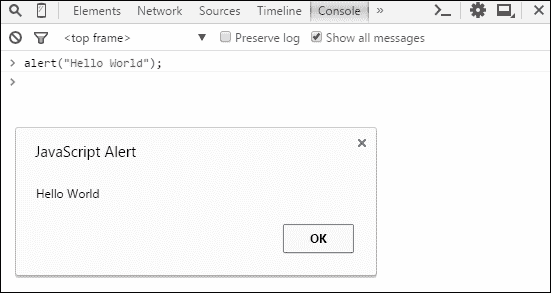 Elements Network Sources Timeline Console »
<top frame> ▼ Preserve log Show all messages
> alert("Hello World");
>
JavaScript Alert
Hello World
OK